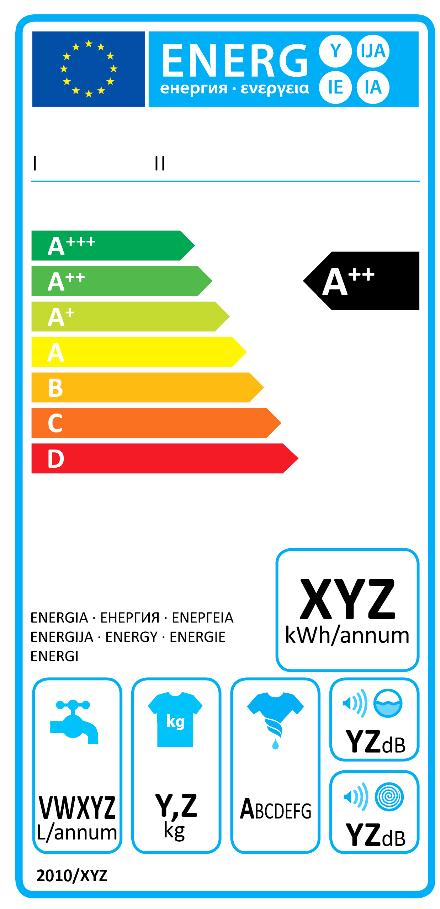 ENERG Y IJA
енергия · ενεργεια IE IA
I II
A+++
A++
A++
A+
A
B
C
D
XYZ
kWh/annum
ENERGIA · ЕНЕРГИЯ · ΕΝΕΡΓΕΙΑ
ENERGIJA · ENERGY · ENERGIE
ENERGI
VWXYZ
L/annum
kg
Y,Z
kg
ABCDEFG
YZdB
YZdB
2010/XYZ